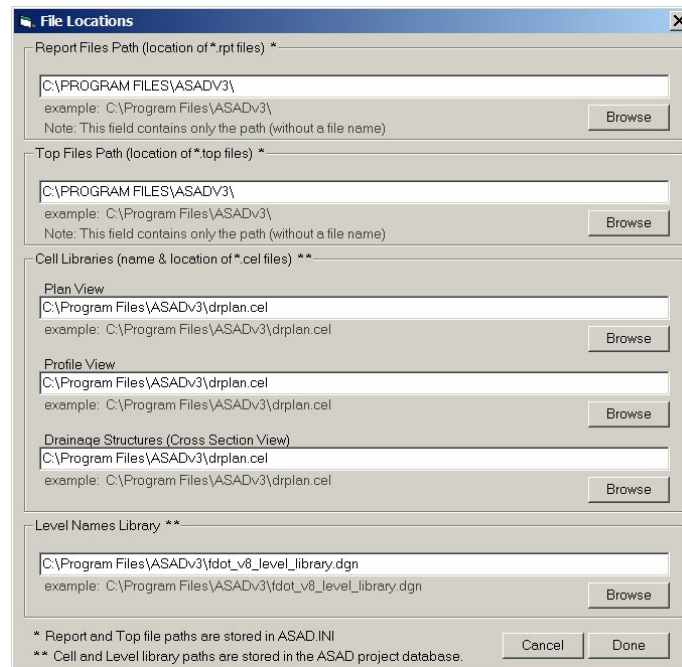 File Locations
Report Files Path (location of *.rpt files) *
C:\PROGRAM FILES\ASADV3\
example: C:\Program Files\ASADv3\
Note: This field contains only the path (without a file name)
Browse
Top Files Path (location of *.top files) *
C:\PROGRAM FILES\ASADV3\
example: C:\Program Files\ASADv3\
Note: This field contains only the path (without a file name)
Browse
Cell Libraries (name & location of *.cel files) **
Plan View
C:\Program Files\ASADv3\drplan.cel
example: C:\Program Files\ASADv3\drplan.cel
Browse
Profile View
C:\Program Files\ASADv3\drplan.cel
example: C:\Program Files\ASADv3\drplan.cel
Browse
Drainage Structures (Cross Section View)
C:\Program Files\ASADv3\drplan.cel
example: C:\Program Files\ASADv3\drplan.cel
Browse
Level Names Library **
C:\Program Files\ASADv3\fdot_v8_level_library.dgn
example: C:\Program Files\ASADv3\fdot_v8_level_library.dgn
Browse
* Report and Top file paths are stored in ASAD.INI
** Cell and Level library paths are stored in the ASAD project database.
Cancel
Done